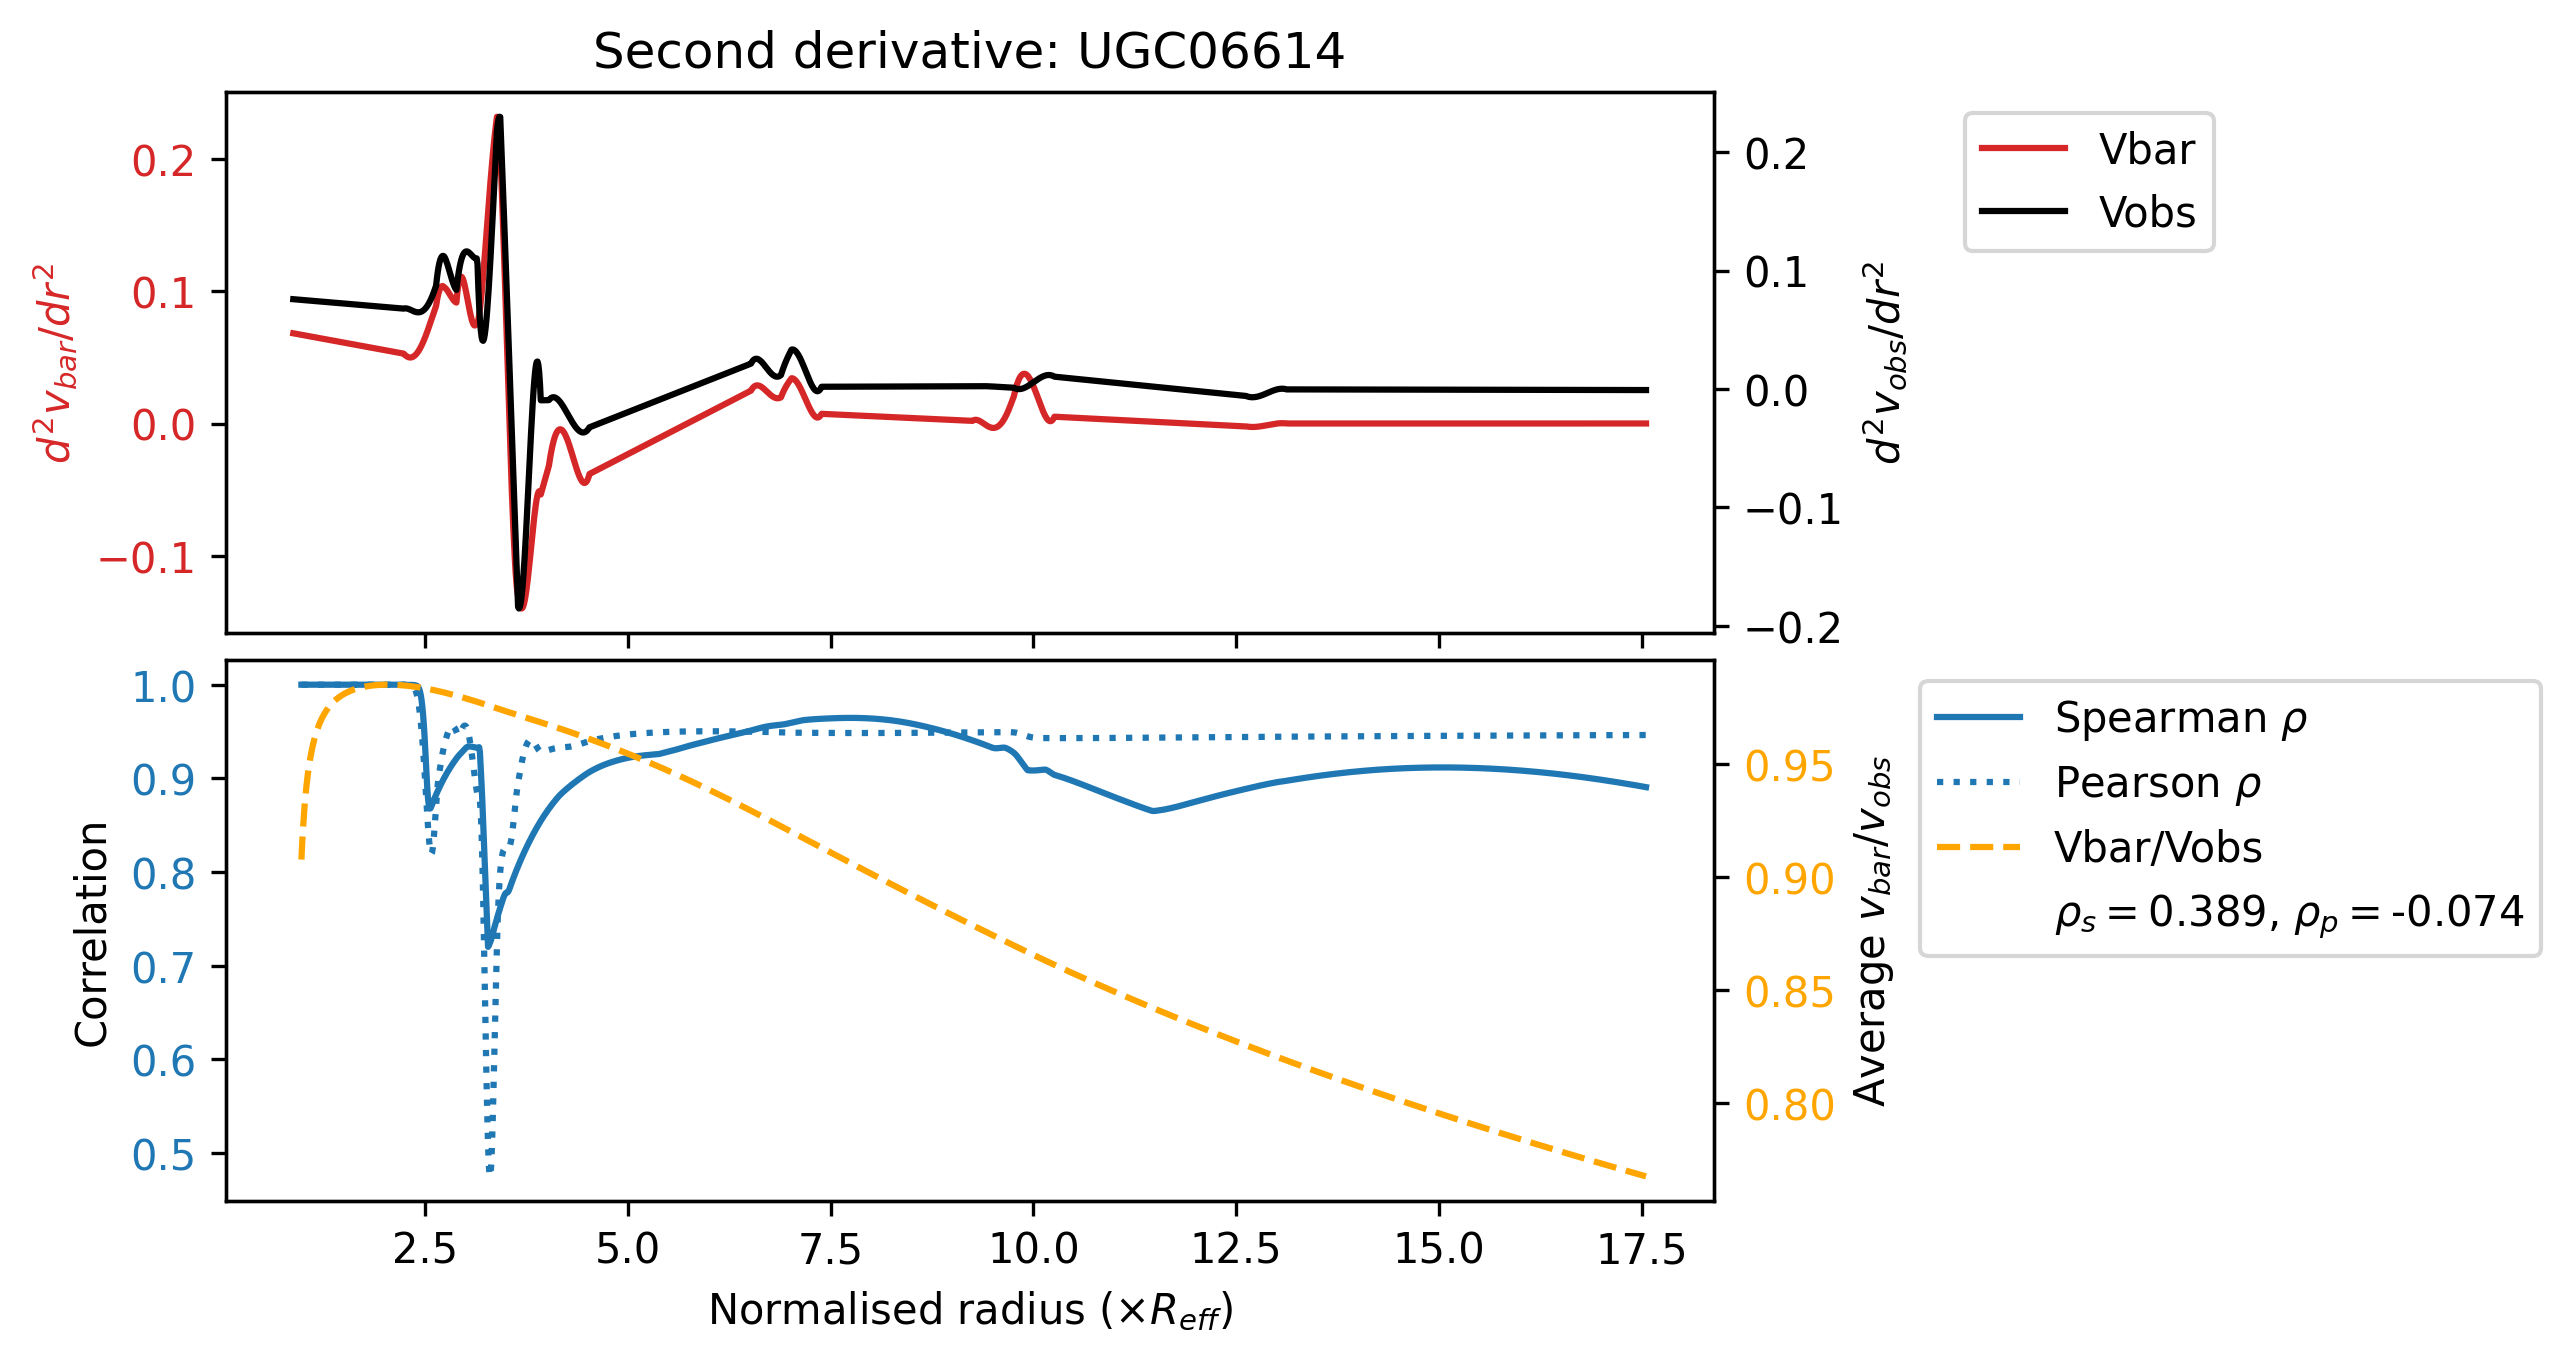 Second derivative: UGC06614
0.2
0.1
0.0
−0.1
d²v_bar/dr²
0.2
0.1
0.0
−0.1
−0.2
d²v_obs/dr²
Vbar
Vobs
1.0
0.9
0.8
0.7
0.6
0.5
Correlation
0.95
0.90
0.85
0.80
Average v_bar/v_obs
Spearman ρ
Pearson ρ
Vbar/Vobs
ρ_s = 0.389, ρ_p = -0.074
2.5 5.0 7.5 10.0 12.5 15.0 17.5
Normalised radius (×R_eff)